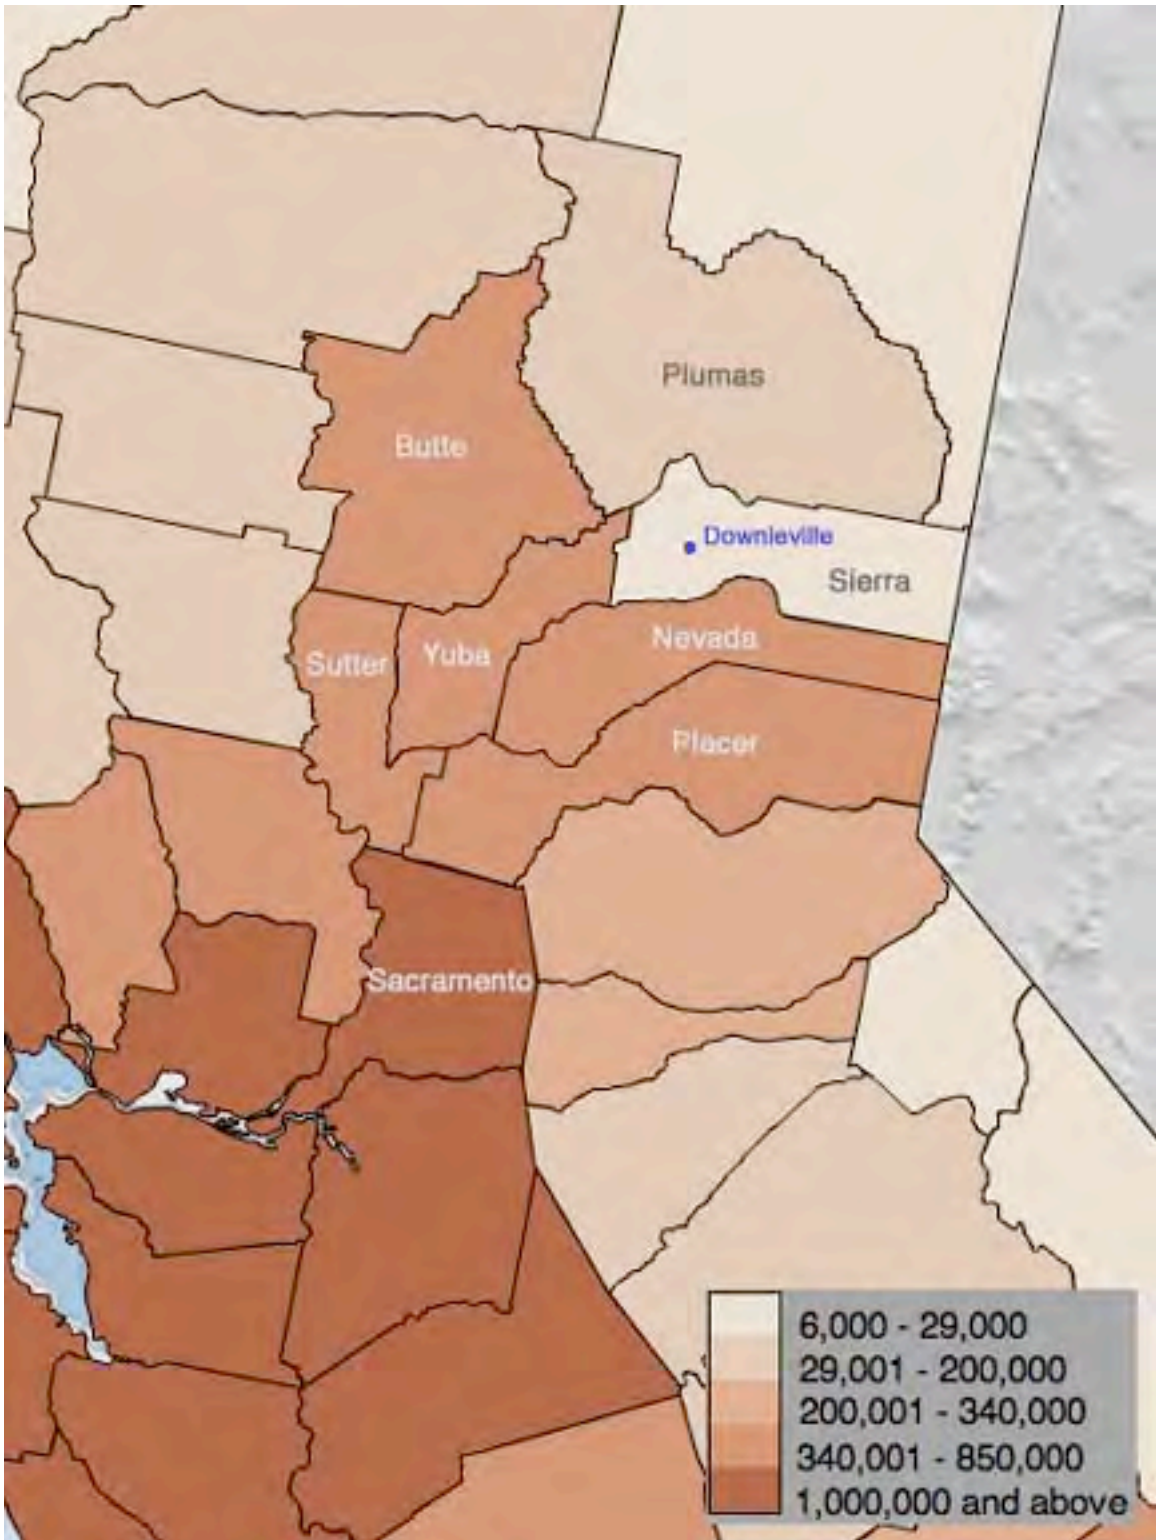 Plumas
Butte
Downieville
Sierra
Nevada
Yuba
Sutter
Placer
Sacramento
6,000 - 29,000
29,001 - 200,000
200,001 - 340,000
340,001 - 850,000
1,000,000 and above